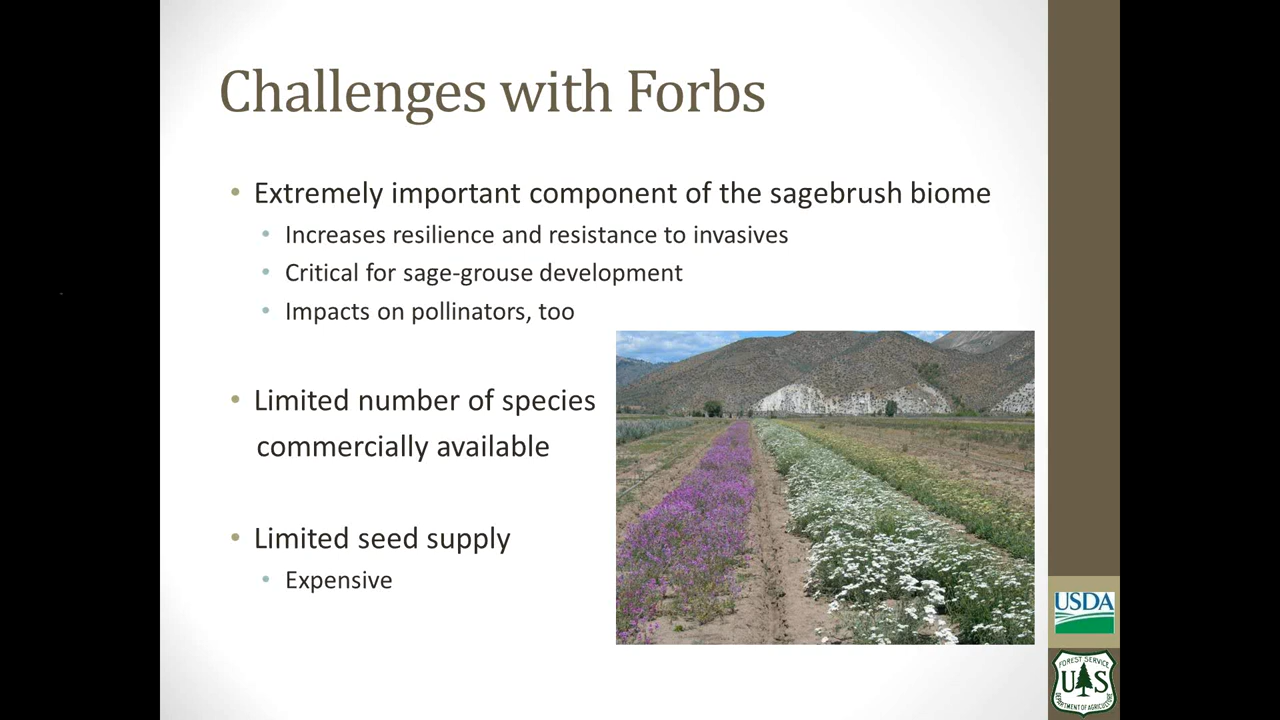 Challenges with Forbs
• Extremely important component of the sagebrush biome
• Increases resilience and resistance to invasives
• Critical for sage-grouse development
• Impacts on pollinators, too
• Limited number of species
commercially available
• Limited seed supply
• Expensive
USDA
FOREST SERVICE
U S
DEPARTMENT OF AGRICULTURE